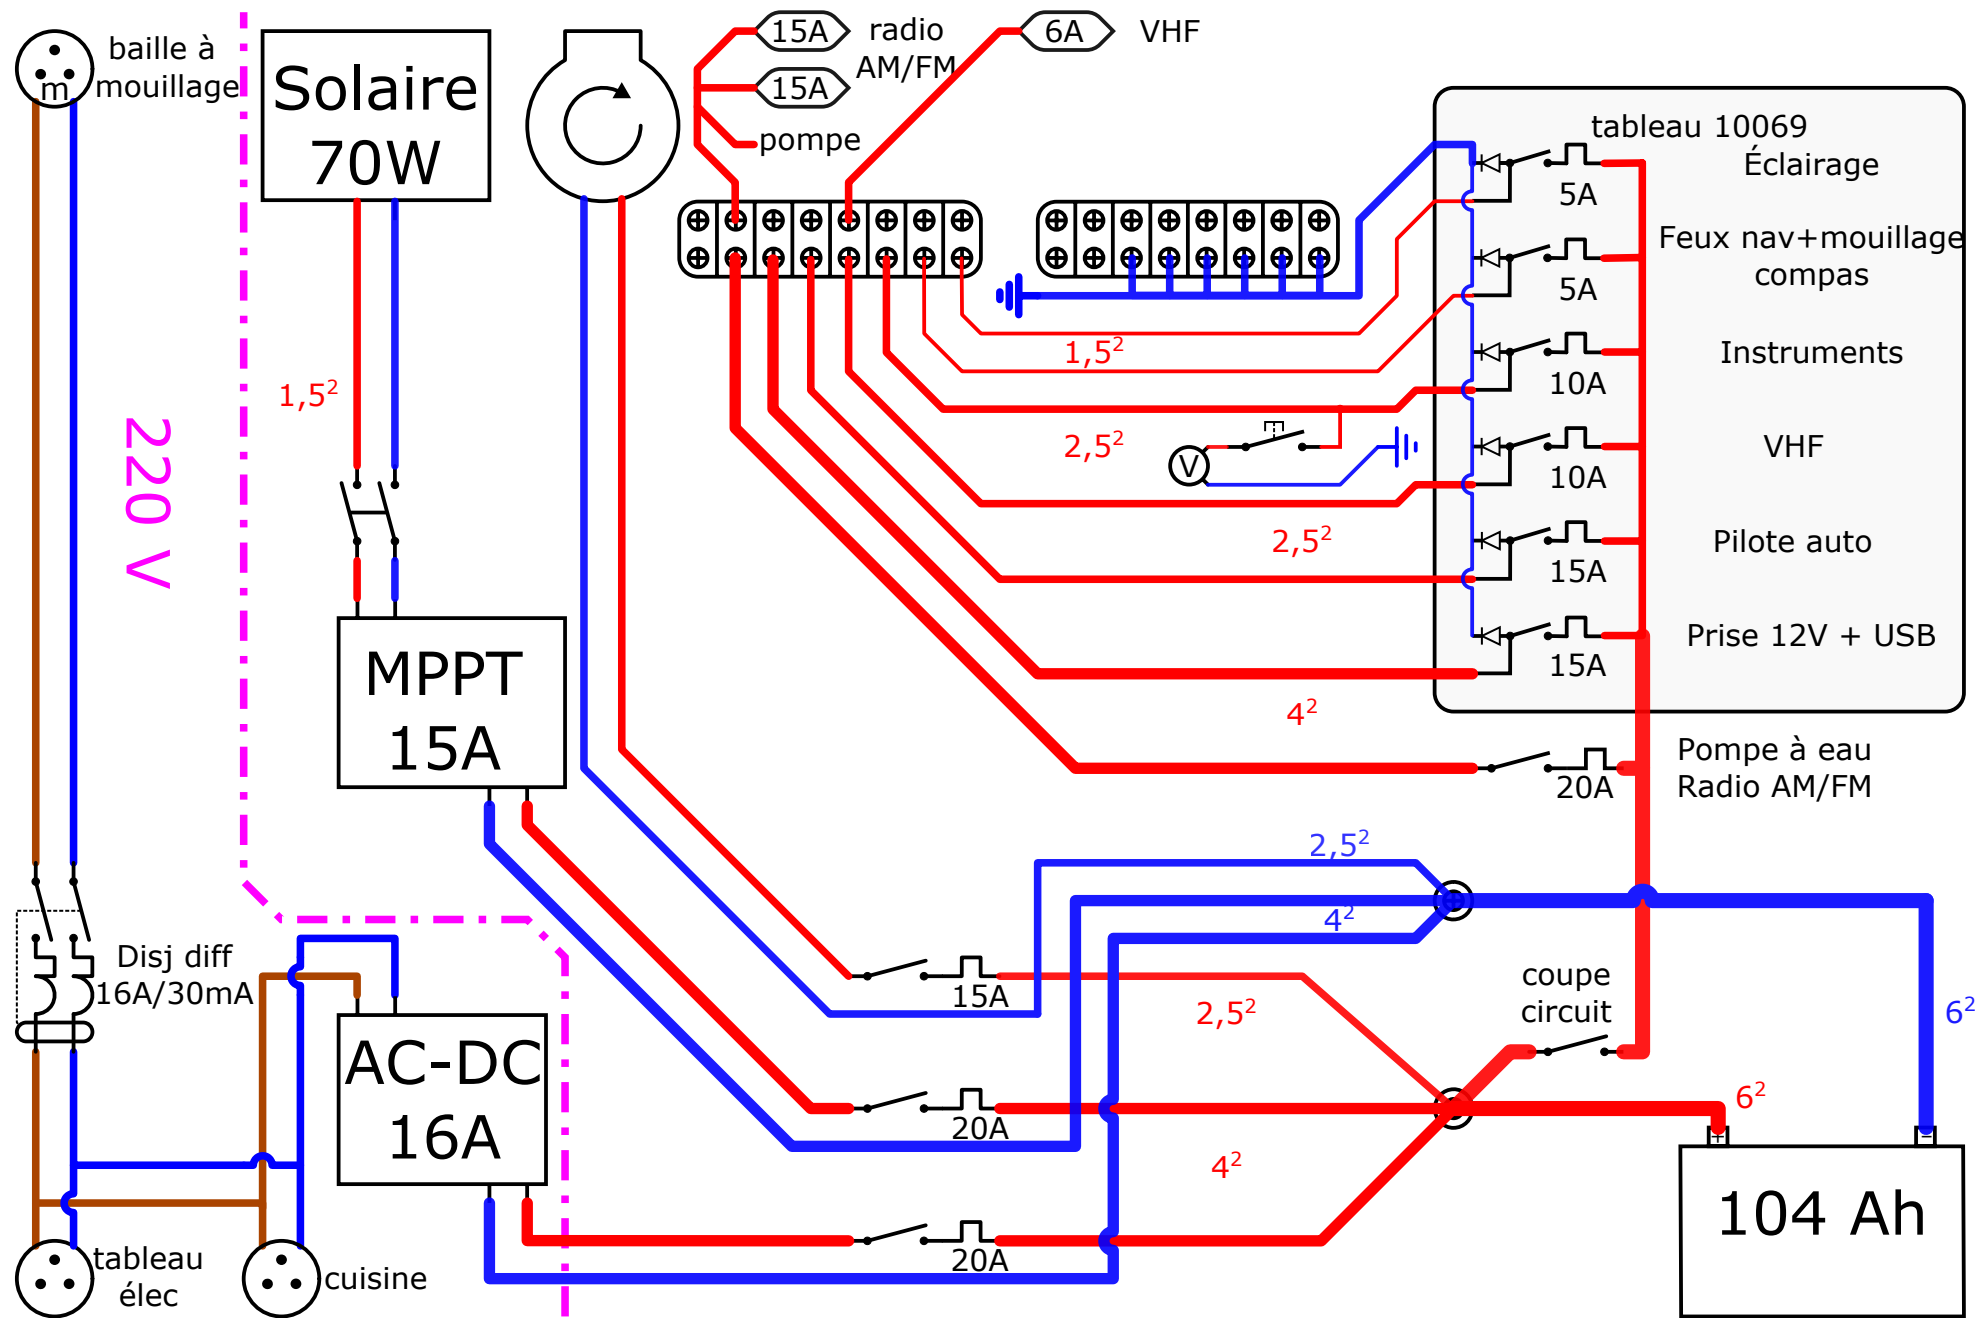 baille à
mouillage
m
Solaire
70W
15A
radio
AM/FM
15A
pompe
6A
VHF
tableau 10069
Éclairage
5A
Feux nav+mouillage
compas
5A
Instruments
10A
VHF
10A
Pilote auto
15A
Prise 12V + USB
15A
1,5²
220 V
1,5²
2,5²
V
2,5²
4²
MPPT
15A
Pompe à eau
Radio AM/FM
20A
2,5²
4²
Disj diff
16A/30mA
15A
2,5²
coupe
circuit
6²
AC-DC
16A
20A
4²
6²
+
-
104 Ah
20A
tableau
élec
cuisine